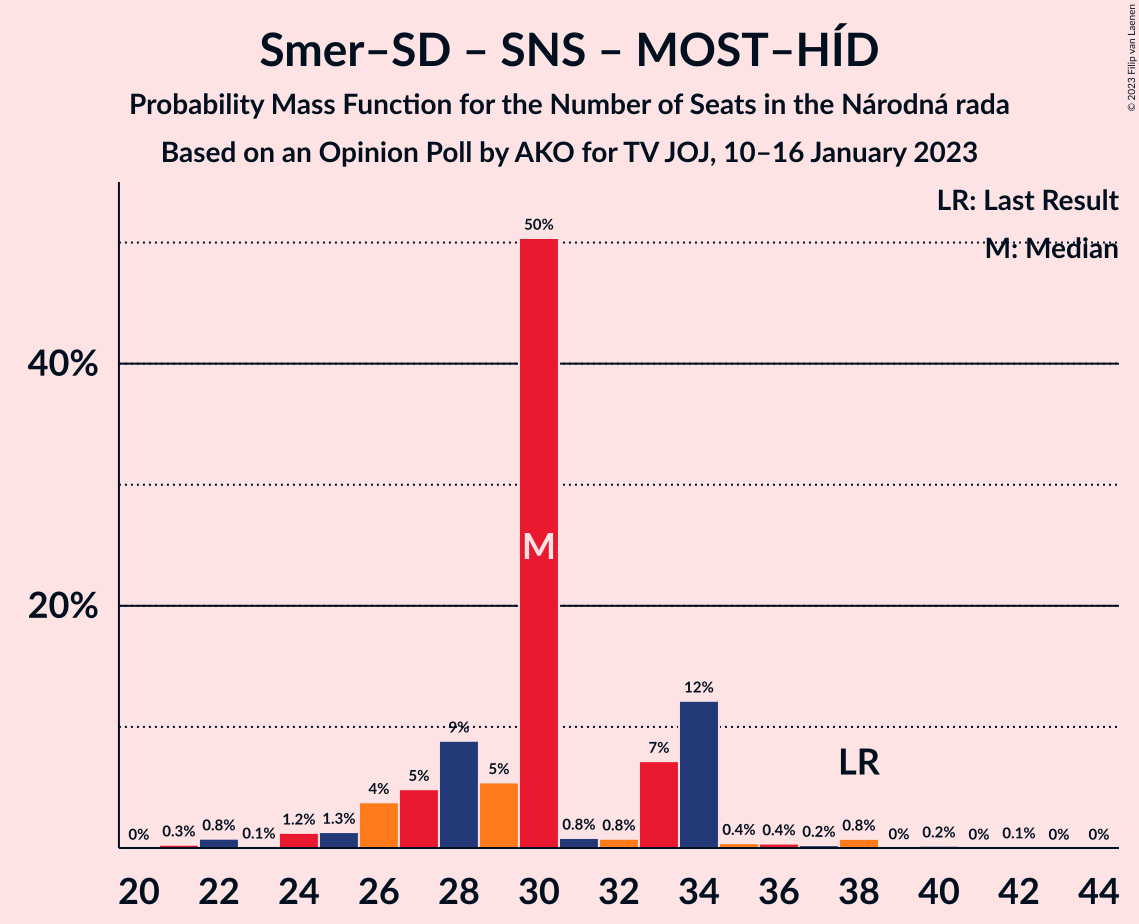 Smer–SD – SNS – MOST–HÍD
Probability Mass Function for the Number of Seats in the Národná rada
Based on an Opinion Poll by AKO for TV JOJ, 10–16 January 2023
© 2023 Filip van Laenen
LR: Last Result
M: Median
40%
20%
0% 0.3% 0.8% 0.1% 1.2% 1.3% 4% 5% 9% 5% 50% 0.8% 0.8% 7% 12% 0.4% 0.4% 0.2% 0.8% 0% 0.2% 0% 0.1% 0% 0%
M
LR
20 22 24 26 28 30 32 34 36 38 40 42 44